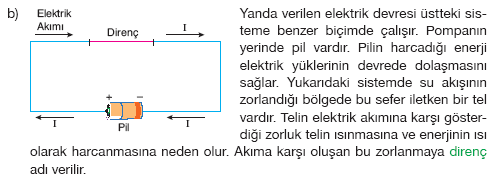 b)
Elektrik
Akımı
Direnç
I
I
+
–
Pil
I
Yanda verilen elektrik devresi üstteki sis-
teme benzer biçimde çalışır. Pompanın
yerinde pil vardır. Pilin harcadığı enerji
elektrik yüklerinin devrede dolaşmasını
sağlar. Yukarıdaki sistemde su akışının
zorlandığı bölgede bu sefer iletken bir tel
vardır. Telin elektrik akımına karşı göster-
diği zorluk telin ısınmasına ve enerjinin ısı
olarak harcanmasına neden olur. Akıma karşı oluşan bu zorlanmaya direnç
adı verilir.